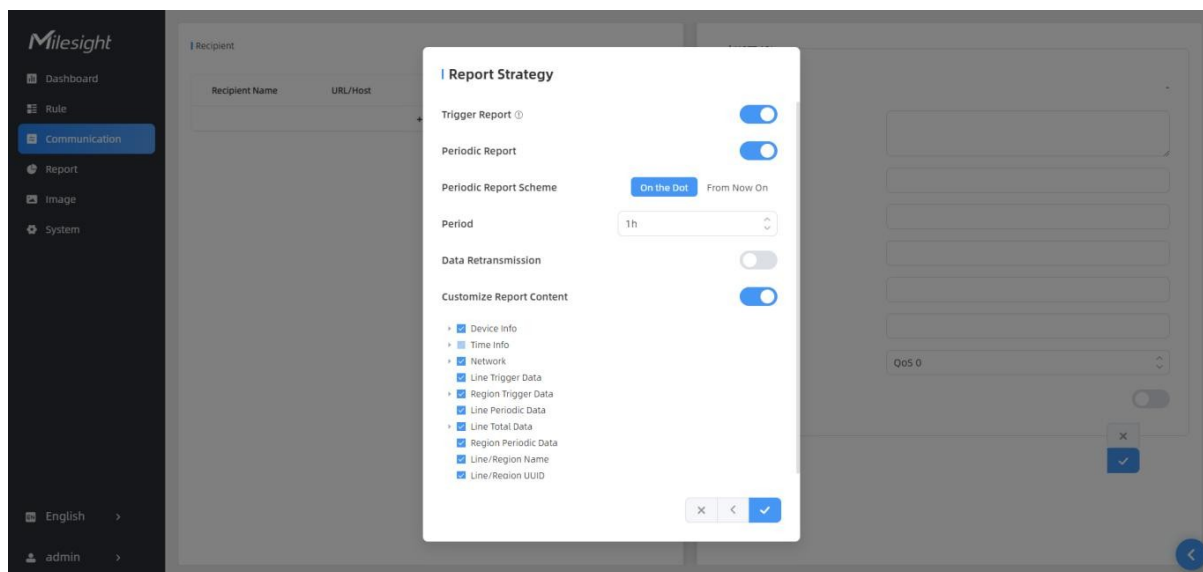 Milesight
Dashboard
Rule
Communication
Report
Image
System
English
admin
Recipient
Recipient Name URL/Host
+
Report Strategy
Trigger Report
Periodic Report
Periodic Report Scheme On the Dot From Now On
Period 1h
Data Retransmission
Customize Report Content
Device Info
Time Info
Network
Line Trigger Data
Region Trigger Data
Line Periodic Data
Line Total Data
Region Periodic Data
Line/Region Name
Line/Region UUID
QoS 0